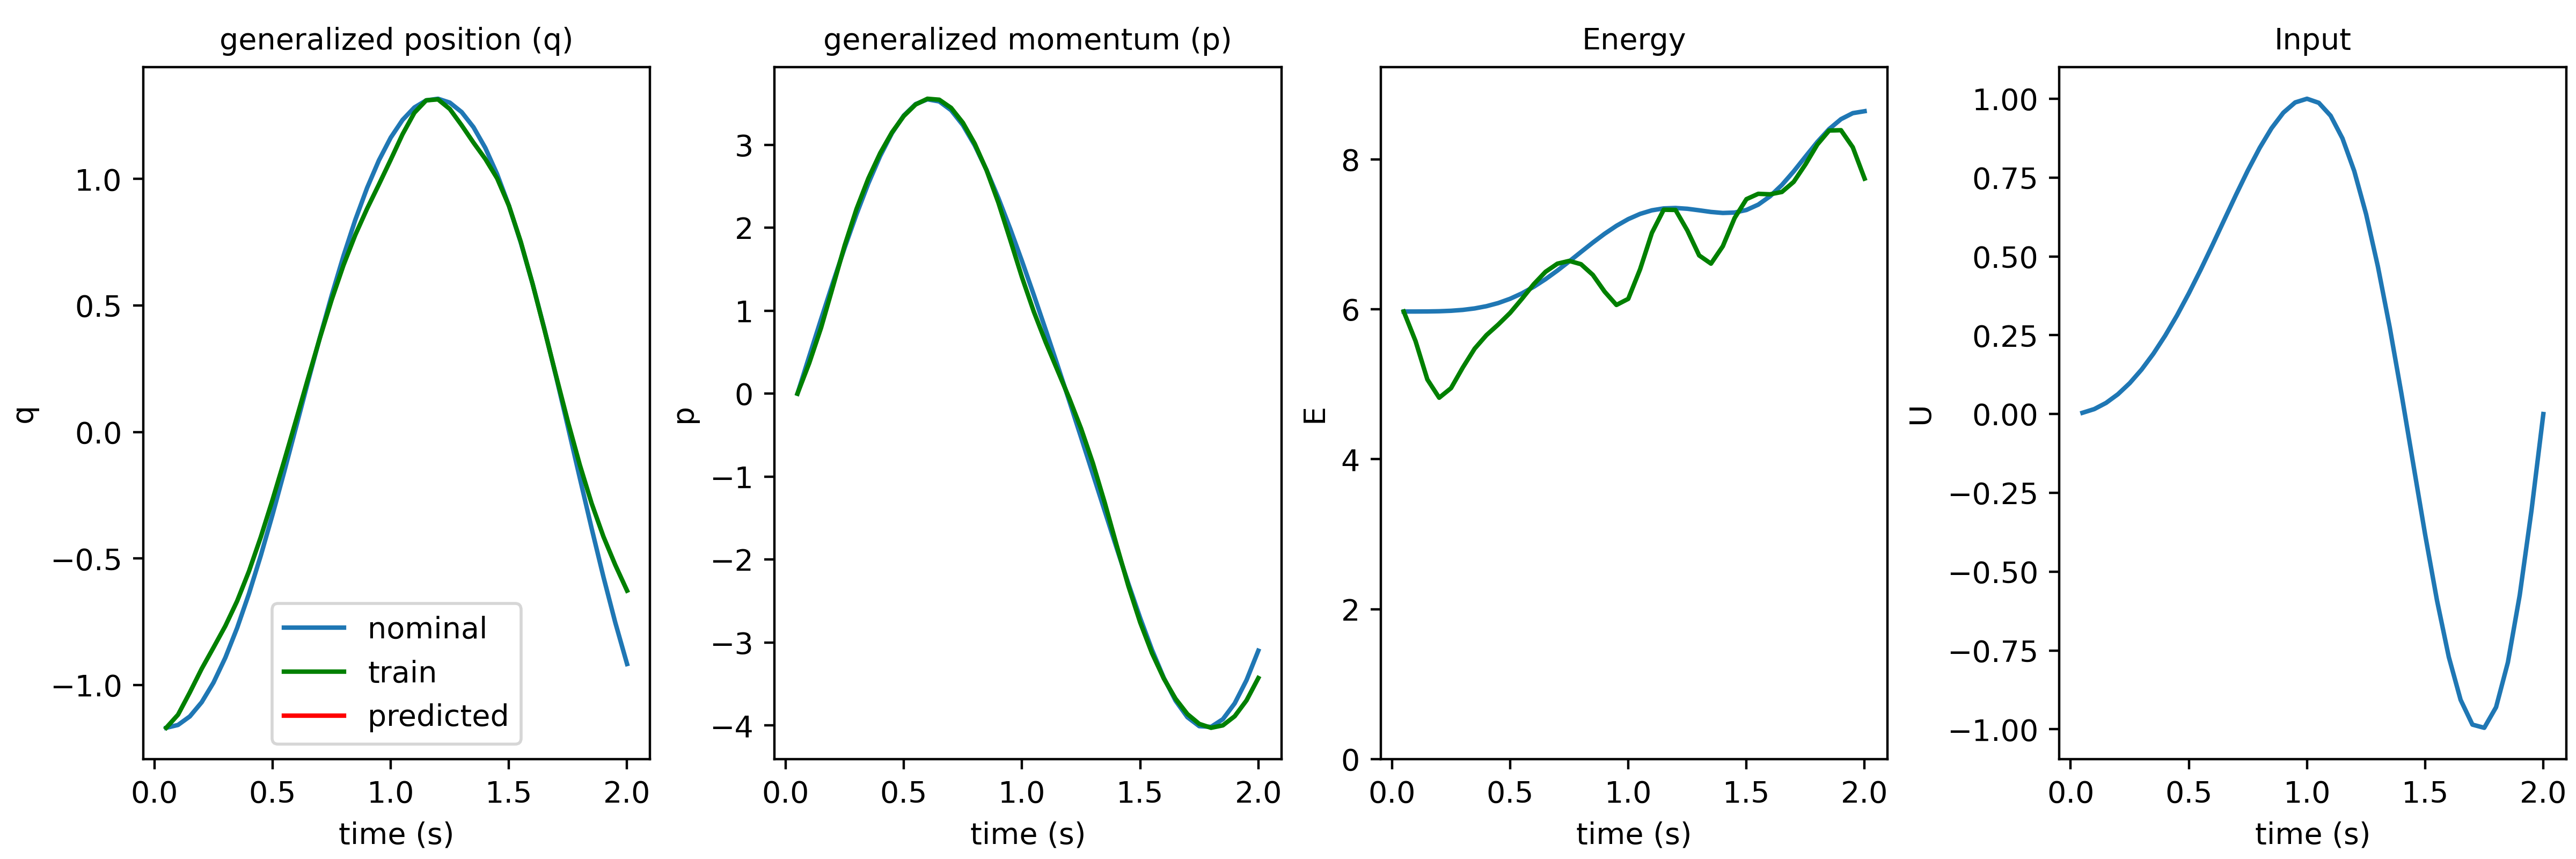 generalized position (q)
q
1.0
0.5
0.0
−0.5
−1.0
nominal
train
predicted
0.0 0.5 1.0 1.5 2.0
time (s)
generalized momentum (p)
p
3
2
1
0
−1
−2
−3
−4
0.0 0.5 1.0 1.5 2.0
time (s)
Energy
E
8
6
4
2
0
0.0 0.5 1.0 1.5 2.0
time (s)
Input
U
1.00
0.75
0.50
0.25
0.00
−0.25
−0.50
−0.75
−1.00
0.0 0.5 1.0 1.5 2.0
time (s)